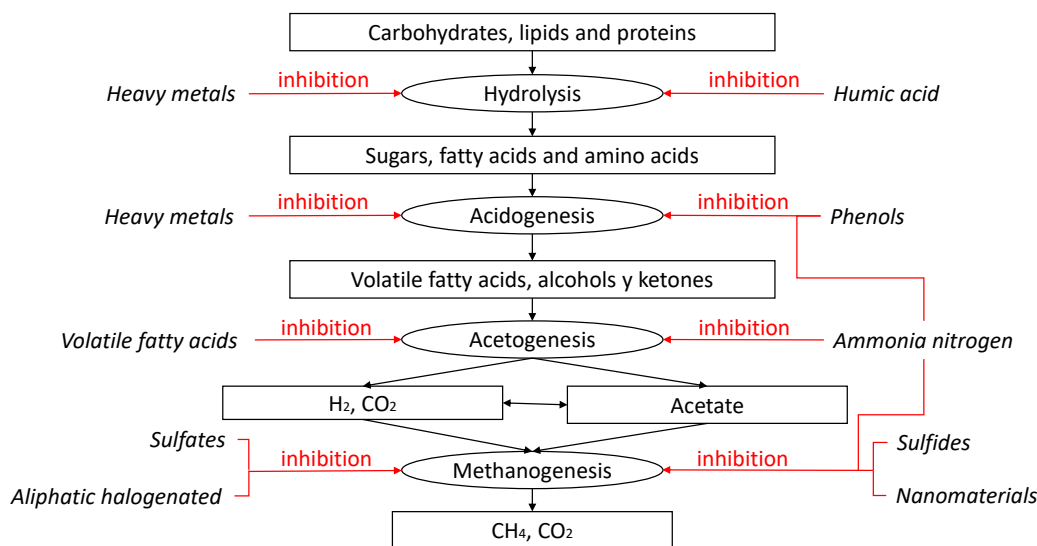 Carbohydrates, lipids and proteins
inhibition
inhibition
Heavy metals
Hydrolysis
Humic acid
Sugars, fatty acids and amino acids
inhibition
inhibition
Heavy metals
Acidogenesis
Phenols
Volatile fatty acids, alcohols y ketones
inhibition
inhibition
Volatile fatty acids
Acetogenesis
Ammonia nitrogen
H₂, CO₂
Acetate
Sulfates
Sulfides
inhibition
inhibition
Methanogenesis
Aliphatic halogenated
Nanomaterials
CH₄, CO₂